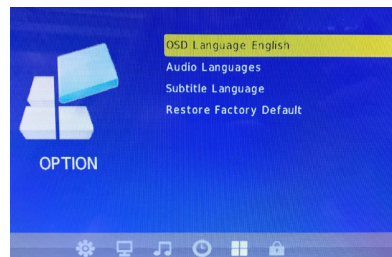 OSD Language English
Audio Languages
Subtitle Language
Restore Factory Default
OPTION